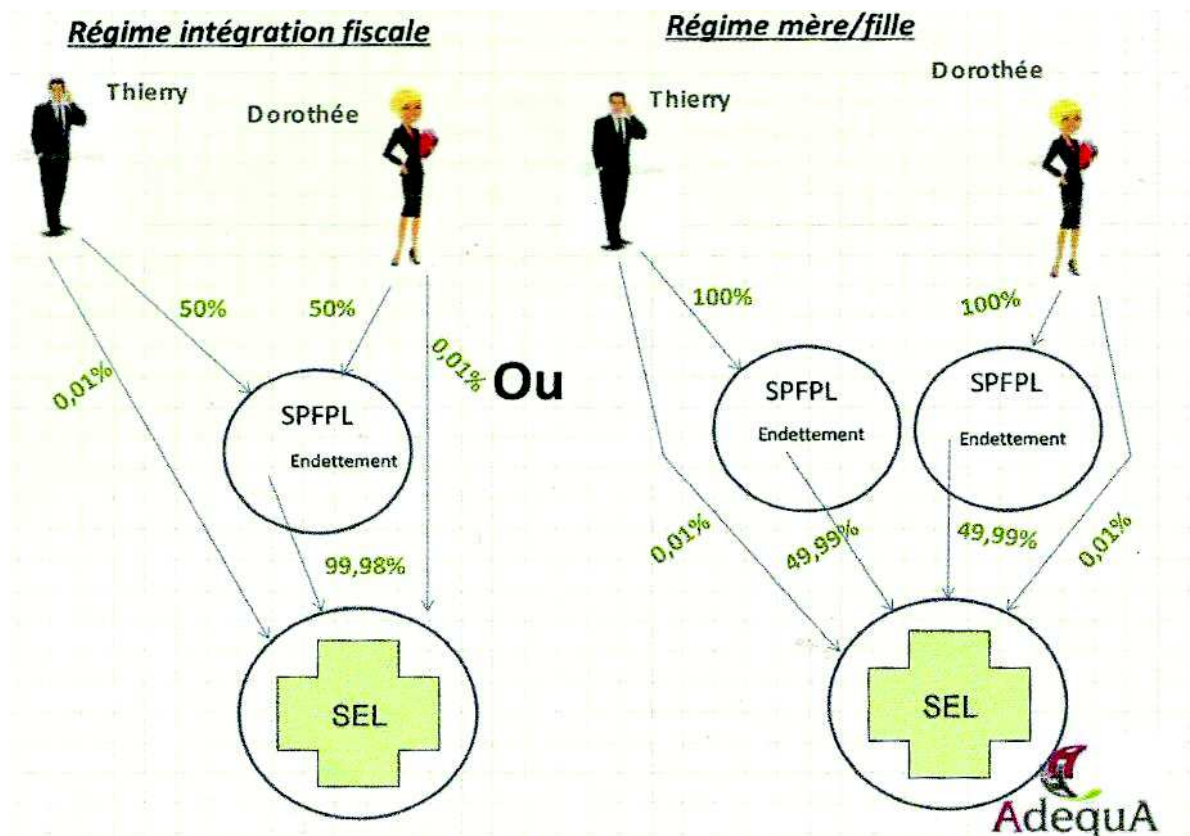 Régime intégration fiscale
Thierry
Dorothée
50%
50%
0,01%
0,01%
SPFPL
Endettement
99,98%
SEL
Ou
Régime mère/fille
Thierry
Dorothée
100%
100%
SPFPL
Endettement
SPFPL
Endettement
0,01%
49,99%
49,99%
0,01%
SEL
AdequA